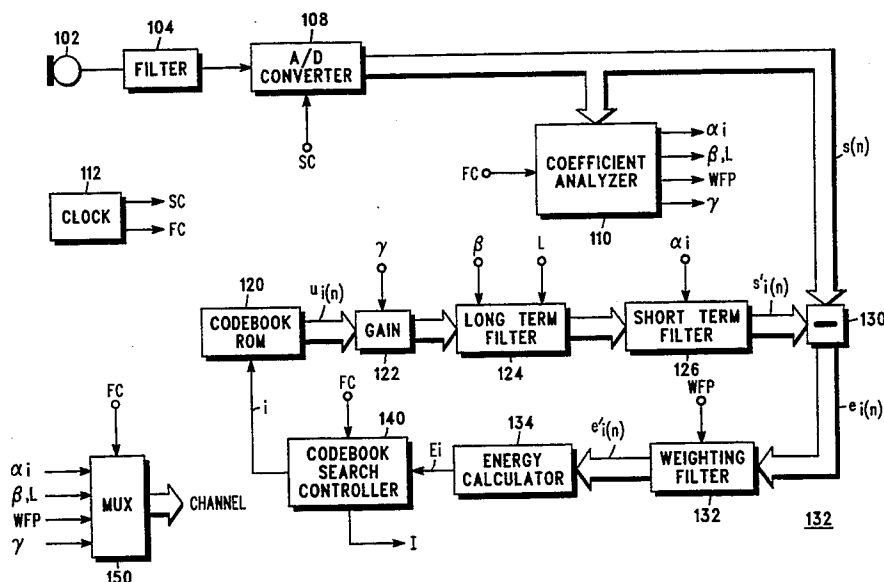 102
104
FILTER
108
A/D
CONVERTER
SC
112
CLOCK
SC
FC
FC
COEFFICIENT
ANALYZER
110
αi
β,L
WFP
γ
s(n)
120
CODEBOOK
ROM
ui(n)
γ
GAIN
122
β
L
LONG TERM
FILTER
124
αi
SHORT TERM
FILTER
126
s'i(n)
130
ei(n)
WFP
WEIGHTING
FILTER
132
e'i(n)
134
ENERGY
CALCULATOR
Ei
FC
140
CODEBOOK
SEARCH
CONTROLLER
i
I
FC
αi
β,L
WFP
γ
MUX
150
CHANNEL
132